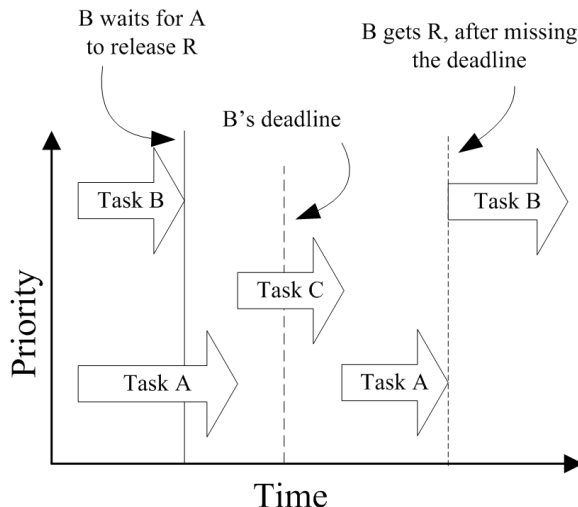 B waits for A
to release R
B gets R, after missing
the deadline
B’s deadline
Task B
Task B
Task C
Task A
Task A
Priority
Time